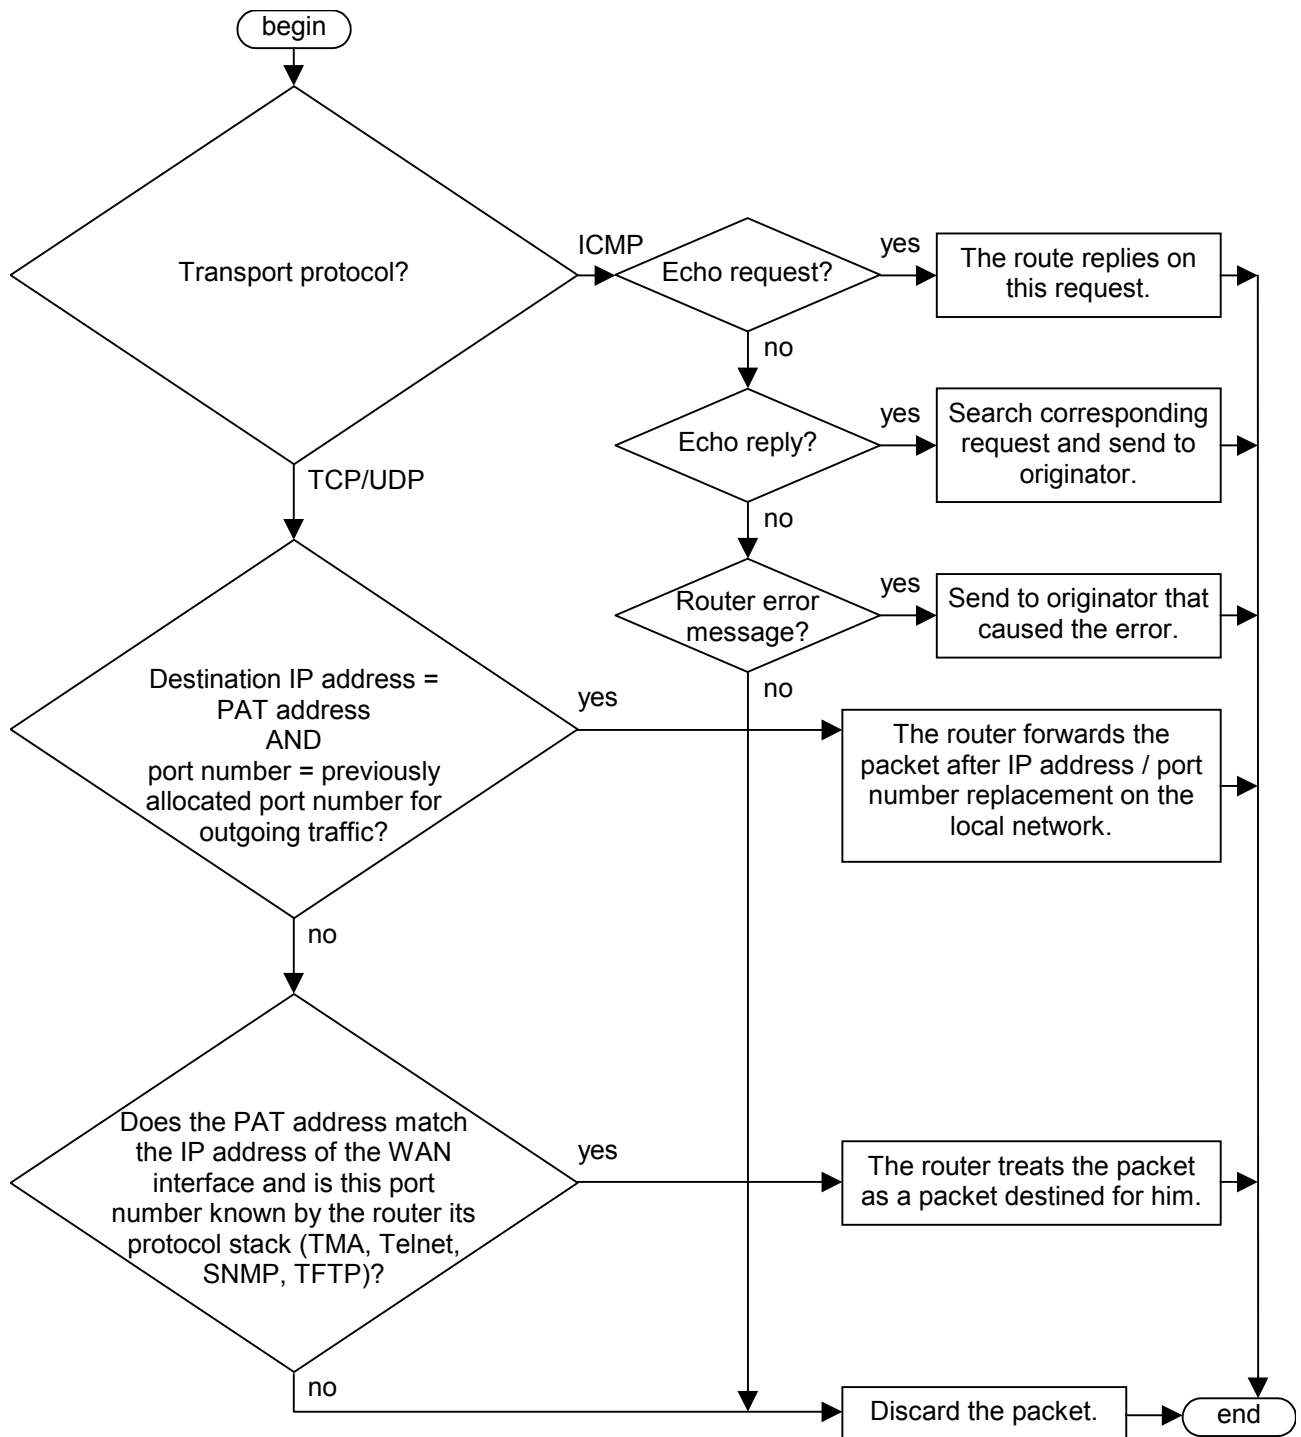 begin
Transport protocol?
ICMP
Echo request?
yes
The route replies on
this request.
no
Echo reply?
yes
Search corresponding
request and send to
originator.
no
Router error
message?
yes
Send to originator that
caused the error.
no
TCP/UDP
Destination IP address =
PAT address
AND
port number = previously
allocated port number for
outgoing traffic?
yes
The router forwards the
packet after IP address / port
number replacement on the
local network.
no
Does the PAT address match
the IP address of the WAN
interface and is this port
number known by the router its
protocol stack (TMA, Telnet,
SNMP, TFTP)?
yes
The router treats the packet
as a packet destined for him.
no
Discard the packet.
end